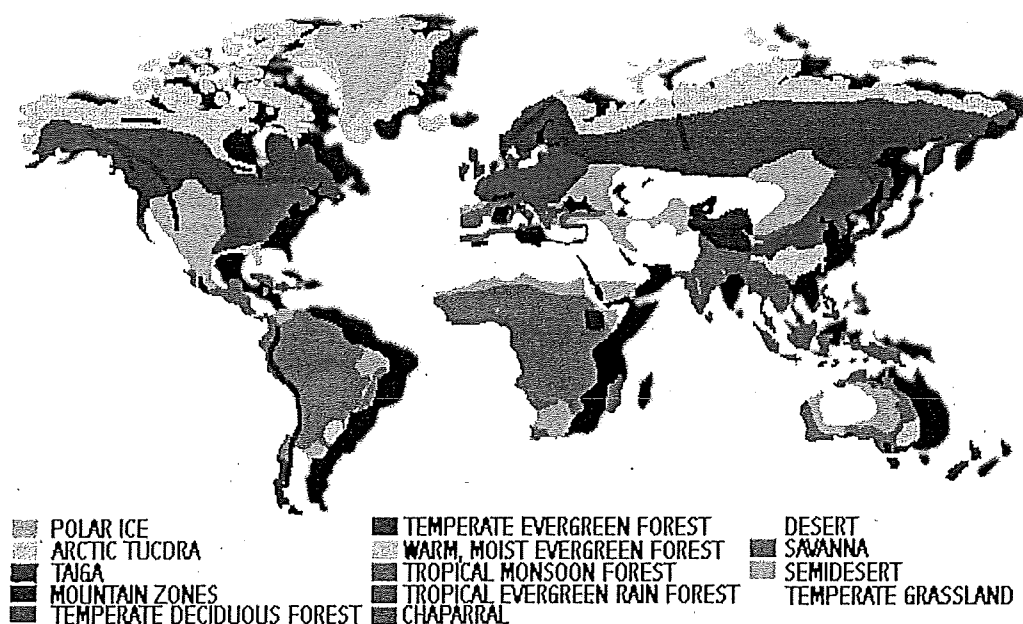 POLAR ICE
ARCTIC TUCDRA
TAIGA
MOUNTAIN ZONES
TEMPERATE DECIDUOUS FOREST
TEMPERATE EVERGREEN FOREST
WARM, MOIST EVERGREEN FOREST
TROPICAL MONSOON FOREST
TROPICAL EVERGREEN RAIN FOREST
CHAPARRAL
DESERT
SAVANNA
SEMIDESERT
TEMPERATE GRASSLAND